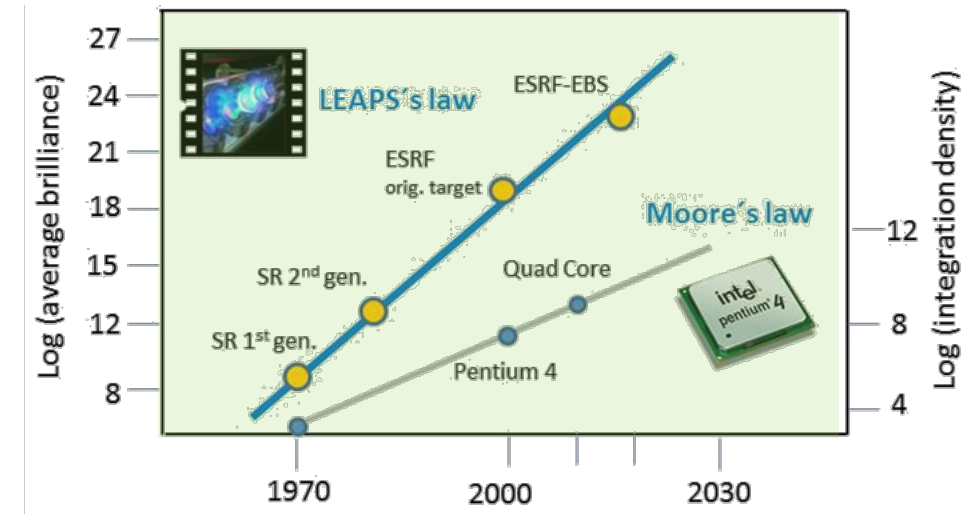 27
24
21
18
15
12
8
Log (average brilliance)
LEAPS´s law
ESRF-EBS
ESRF
orig. target
SR 2nd gen.
SR 1st gen.
Moore´s law
Quad Core
Pentium 4
intel
pentium 4
12
8
4
Log (integration density)
1970
2000
2030